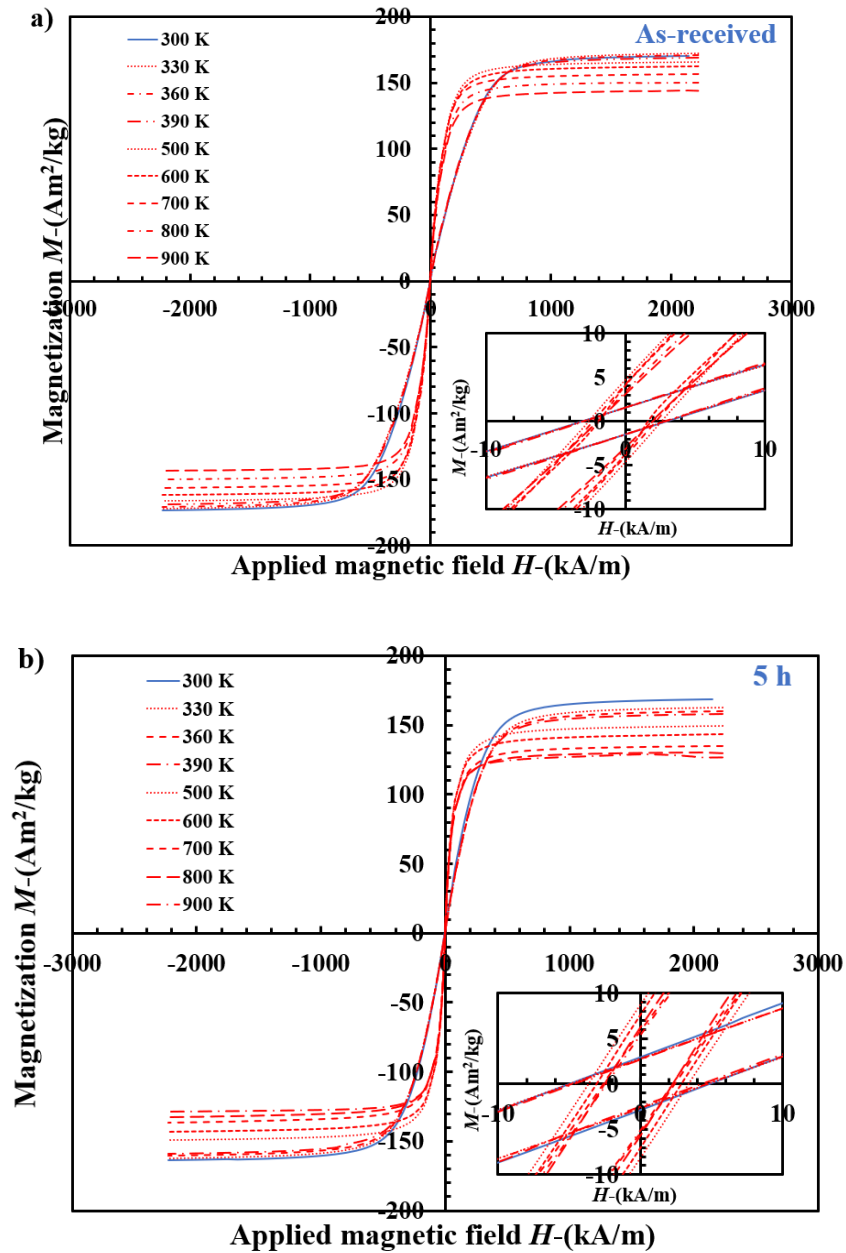 a)
As-received
300 K
330 K
360 K
390 K
500 K
600 K
700 K
800 K
900 K
Magnetization M-(Am²/kg)
200
150
100
50
0
-50
-100
-150
-200
-3000 -2000 -1000 0 1000 2000 3000
Applied magnetic field H-(kA/m)
M-(Am²/kg)
10
5
0
-5
-10
-10 0 10
H-(kA/m)
b)
5 h
300 K
330 K
360 K
390 K
500 K
600 K
700 K
800 K
900 K
Magnetization M-(Am²/kg)
200
150
100
50
0
-50
-100
-150
-200
-3000 -2000 -1000 0 1000 2000 3000
Applied magnetic field H-(kA/m)
M-(Am²/kg)
10
5
0
-5
-10
-10 0 10
H-(kA/m)